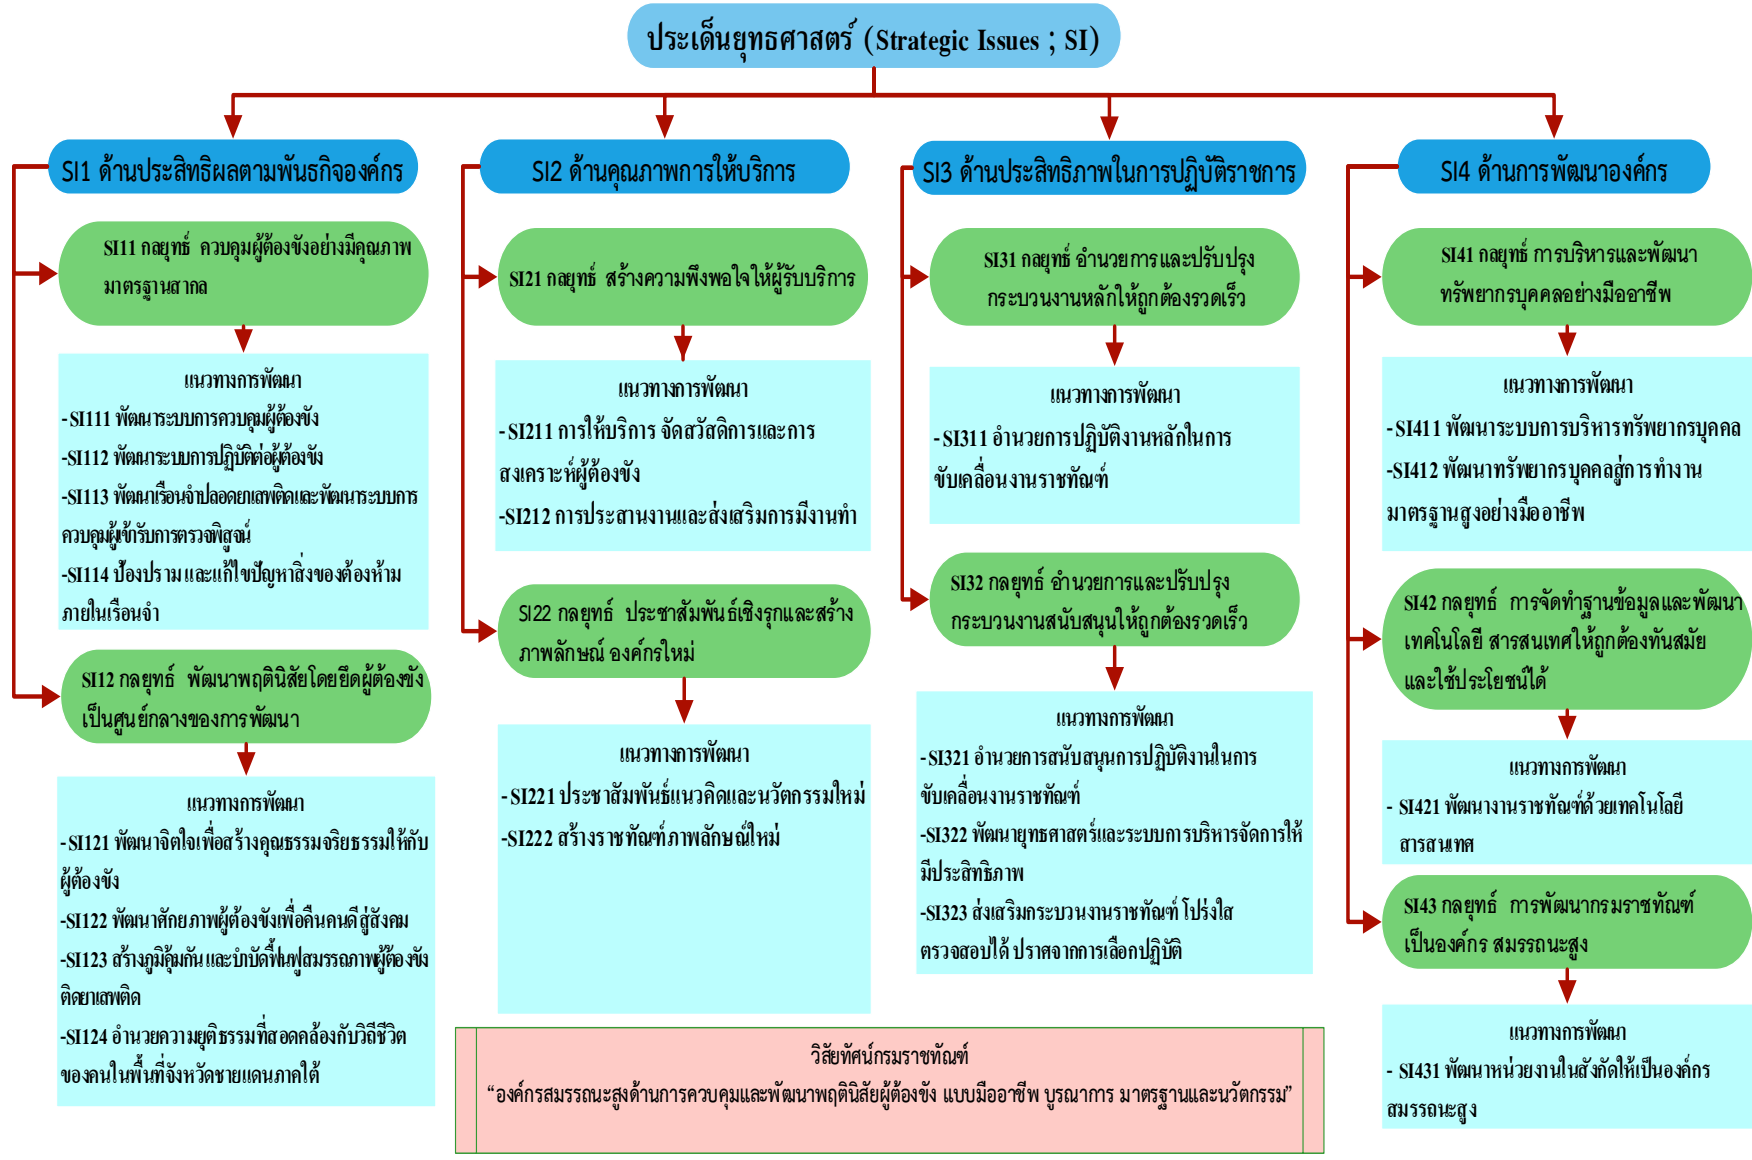 ประเด็นยุทธศาสตร์ (Strategic Issues ; SI)
SI1 ด้านประสิทธิผลตามพันธกิจองค์กร
SI11 กลยุทธ์ ควบคุมผู้ต้องขังอย่างมีคุณภาพ
มาตรฐานสากล
แนวทางการพัฒนา
-SI111 พัฒนาระบบการควบคุมผู้ต้องขัง
-SI112 พัฒนาระบบการปฏิบัติต่อผู้ต้องขัง
-SI113 พัฒนาเรือนจำปลอดยาเสพติดและพัฒนาระบบการ
ควบคุมผู้เข้ารับการตรวจพิสูจน์
-SI114 ป้องปราม และแก้ไขปัญหาสิ่งของต้องห้าม
ภายในเรือนจำ
SI12 กลยุทธ์ พัฒนาพฤตินิสัยโดยยึดผู้ต้องขัง
เป็นศูนย์กลางของการพัฒนา
แนวทางการพัฒนา
-SI121 พัฒนาจิตใจเพื่อสร้างคุณธรรมจริยธรรมให้กับ
ผู้ต้องขัง
-SI122 พัฒนาศักยภาพผู้ต้องขังเพื่อคืนคนดีสู่สังคม
-SI123 สร้างภูมิคุ้มกันและบำบัดฟื้นฟูสมรรถภาพผู้ต้องขัง
ติดยาเสพติด
-SI124 อำนวยความยุติธรรมที่สอดคล้องกับวิถีชีวิต
ของคนในพื้นที่จังหวัดชายแดนภาคใต้
SI2 ด้านคุณภาพการให้บริการ
SI21 กลยุทธ์ สร้างความพึงพอใจให้ผู้รับบริการ
แนวทางการพัฒนา
-SI211 การให้บริการ จัดสวัสดิการและการ
สงเคราะห์ผู้ต้องขัง
-SI212 การประสานงานและส่งเสริมการมีงานทำ
SI22 กลยุทธ์ ประชาสัมพันธ์เชิงรุกและสร้าง
ภาพลักษณ์ องค์กรใหม่
แนวทางการพัฒนา
-SI221 ประชาสัมพันธ์แนวคิดและนวัตกรรมใหม่
-SI222 สร้างราชทัณฑ์ภาพลักษณ์ใหม่
SI3 ด้านประสิทธิภาพในการปฏิบัติราชการ
SI31 กลยุทธ์ อำนวยการและปรับปรุง
กระบวนงานหลักให้ถูกต้องรวดเร็ว
แนวทางการพัฒนา
-SI311 อำนวยการปฏิบัติงานหลักในการ
ขับเคลื่อนงานราชทัณฑ์
SI32 กลยุทธ์ อำนวยการและปรับปรุง
กระบวนงานสนับสนุนให้ถูกต้องรวดเร็ว
แนวทางการพัฒนา
-SI321 อำนวยการสนับสนุนการปฏิบัติงานในการ
ขับเคลื่อนงานราชทัณฑ์
-SI322 พัฒนายุทธศาสตร์และระบบการบริหารจัดการให้
มีประสิทธิภาพ
-SI323 ส่งเสริมกระบวนงานราชทัณฑ์ โปร่งใส
ตรวจสอบได้ ปราศจากการเลือกปฏิบัติ
SI4 ด้านการพัฒนาองค์กร
SI41 กลยุทธ์ การบริหารและพัฒนา
ทรัพยากรบุคคลอย่างมืออาชีพ
แนวทางการพัฒนา
-SI411 พัฒนาระบบการบริหารทรัพยากรบุคคล
-SI412 พัฒนาทรัพยากรบุคคลสู่การทำงาน
มาตรฐานสูงอย่างมืออาชีพ
SI42 กลยุทธ์ การจัดทำฐานข้อมูลและพัฒนา
เทคโนโลยี สารสนเทศให้ถูกต้องทันสมัย
และใช้ประโยชน์ได้
แนวทางการพัฒนา
- SI421 พัฒนางานราชทัณฑ์ด้วยเทคโนโลยี
สารสนเทศ
SI43 กลยุทธ์ การพัฒนากรมราชทัณฑ์
เป็นองค์กร สมรรถนะสูง
แนวทางการพัฒนา
- SI431 พัฒนาหน่วยงานในสังกัดให้เป็นองค์กร
สมรรถนะสูง
วิสัยทัศน์กรมราชทัณฑ์
“องค์กรสมรรถนะสูงด้านการควบคุมและพัฒนาพฤตินิสัยผู้ต้องขัง แบบมืออาชีพ บูรณาการ มาตรฐานและนวัตกรรม”